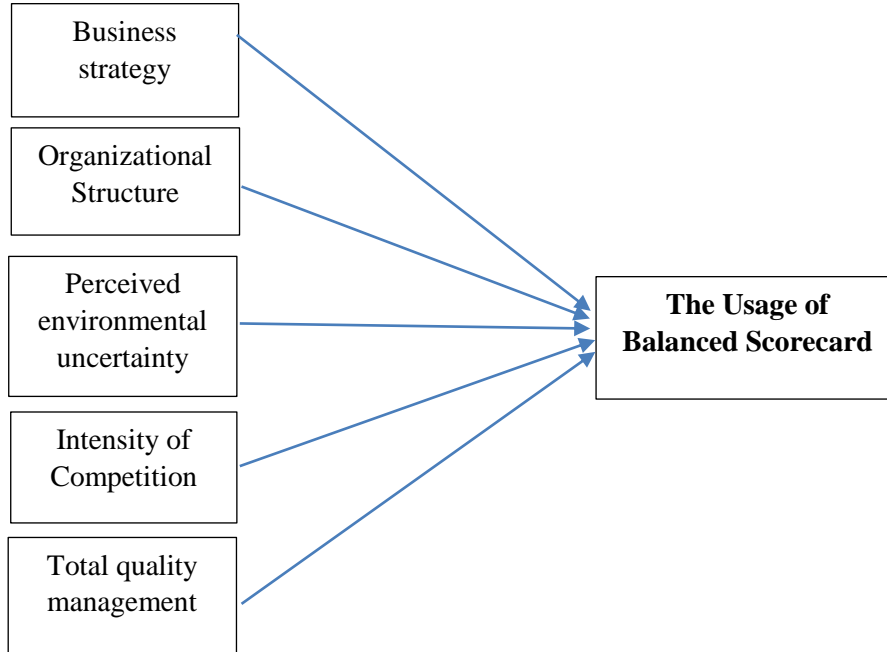 Business
strategy
Organizational
Structure
Perceived
environmental
uncertainty
Intensity of
Competition
Total quality
management
The Usage of
Balanced Scorecard